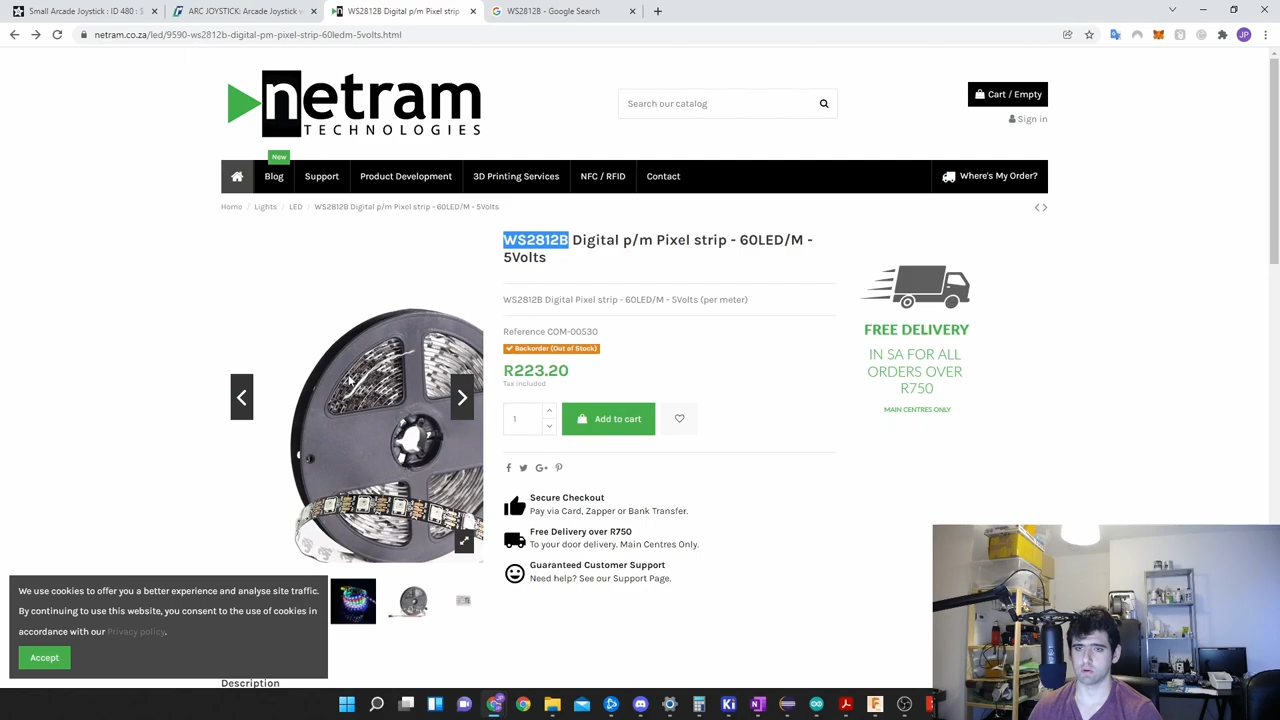 Small Arcade Joystick : ID 480 : S
ARC JOYSTICK: Arcade Joystick w
WS2812B Digital p/m Pixel strip
WS2812B - Google Search
netram.co.za/led/9590-ws2812b-digital-pm-pixel-strip-60ledm-5volts.html
JP
netram
TECHNOLOGIES
Search our catalog
Cart / Empty
Sign in
New
Blog
Support
Product Development
3D Printing Services
NFC / RFID
Contact
Where's My Order?
Home / Lights / LED / WS2812B Digital p/m Pixel strip - 60LED/M - 5Volts
WS2812B Digital p/m Pixel strip - 60LED/M -
5Volts
WS2812B Digital Pixel strip - 60LED/M - 5Volts (per meter)
Reference COM-00530
Backorder (Out of Stock)
R223.20
Tax included
1
Add to cart
Secure Checkout
Pay via Card, Zapper or Bank Transfer.
Free Delivery over R750
To your door delivery. Main Centres Only.
Guaranteed Customer Support
Need help? See our Support Page.
FREE DELIVERY
IN SA FOR ALL
ORDERS OVER
R750
MAIN CENTRES ONLY
We use cookies to offer you a better experience and analyse site traffic.
By continuing to use this website, you consent to the use of cookies in
accordance with our Privacy policy.
Accept
Description